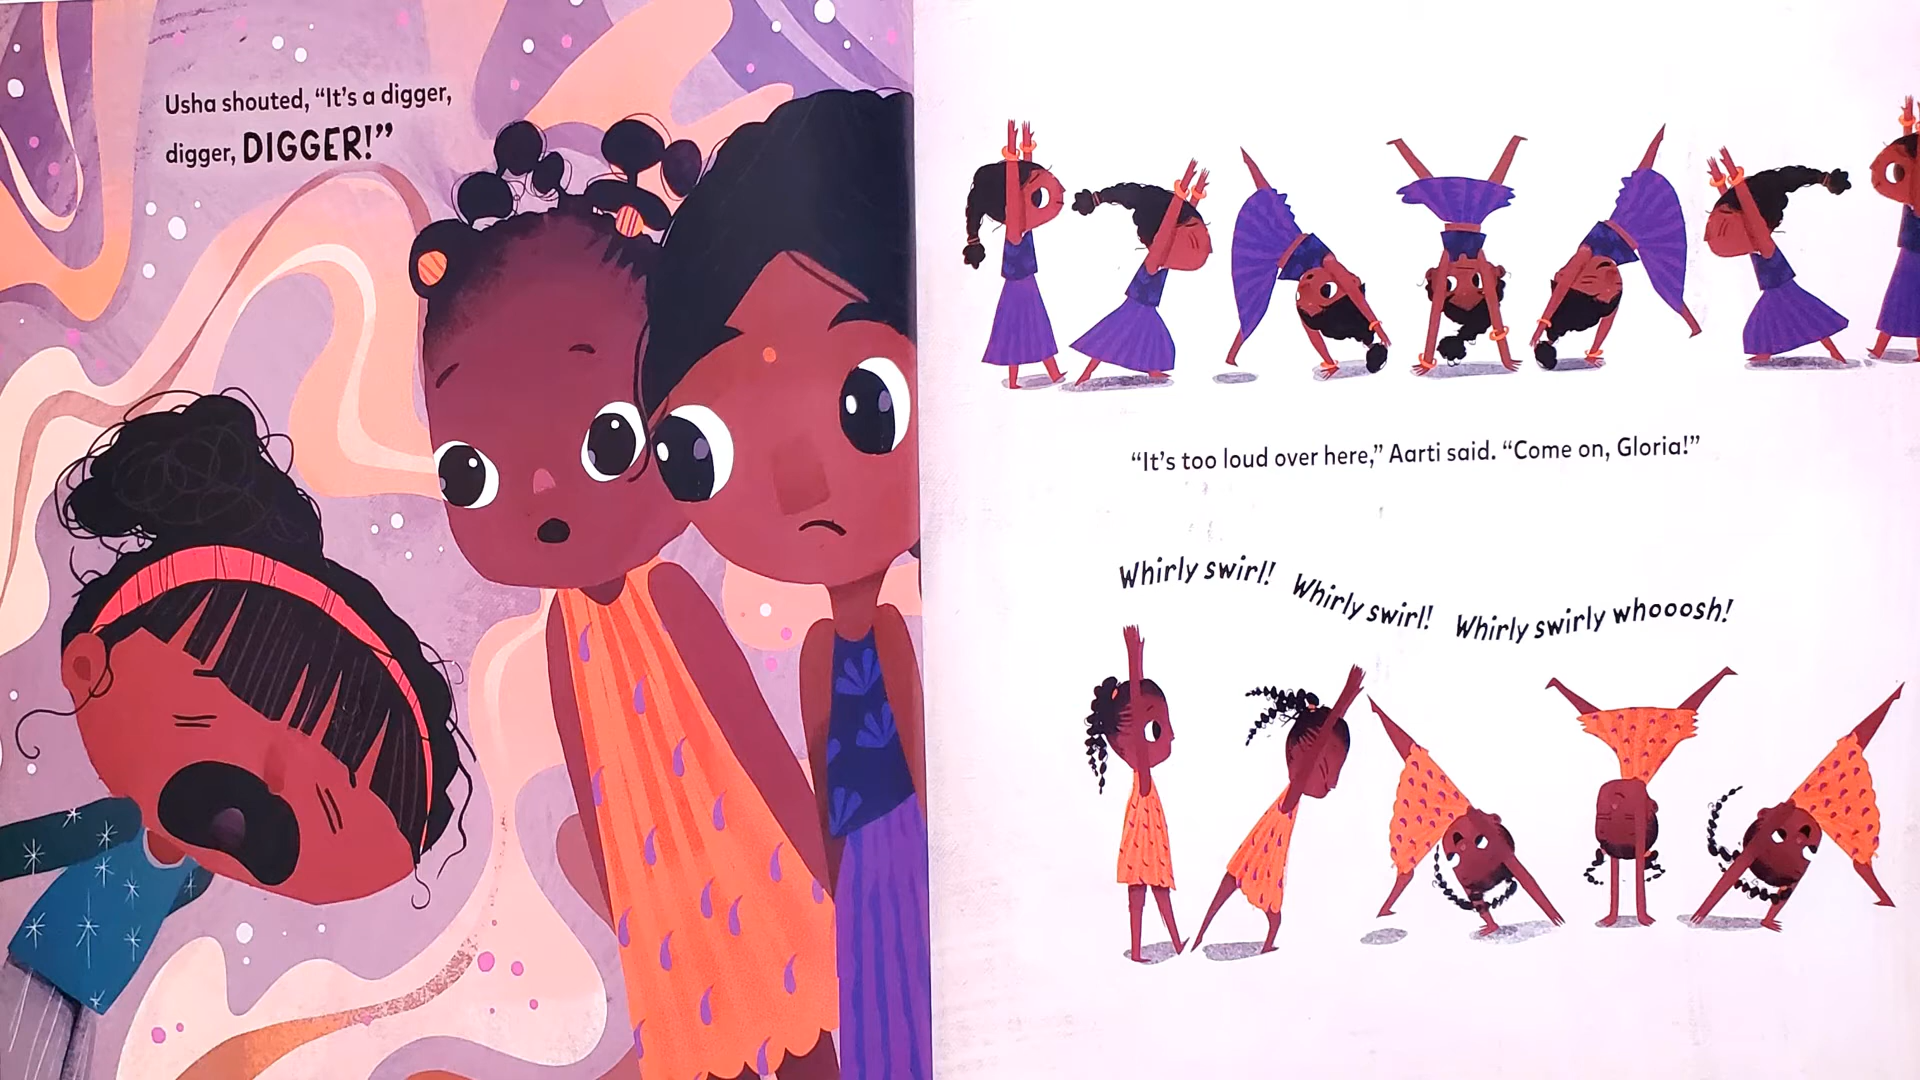 Usha shouted, “It’s a digger,
digger, DIGGER!”
“It’s too loud over here,” Aarti said. “Come on, Gloria!”
Whirly swirl! Whirly swirl! Whirly swirly whooosh!